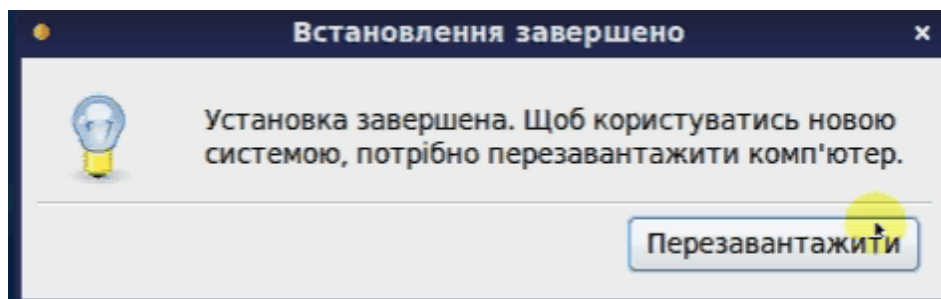 Встановлення завершено
Установка завершена. Щоб користуватись новою
системою, потрібно перезавантажити комп'ютер.
Перезавантажити